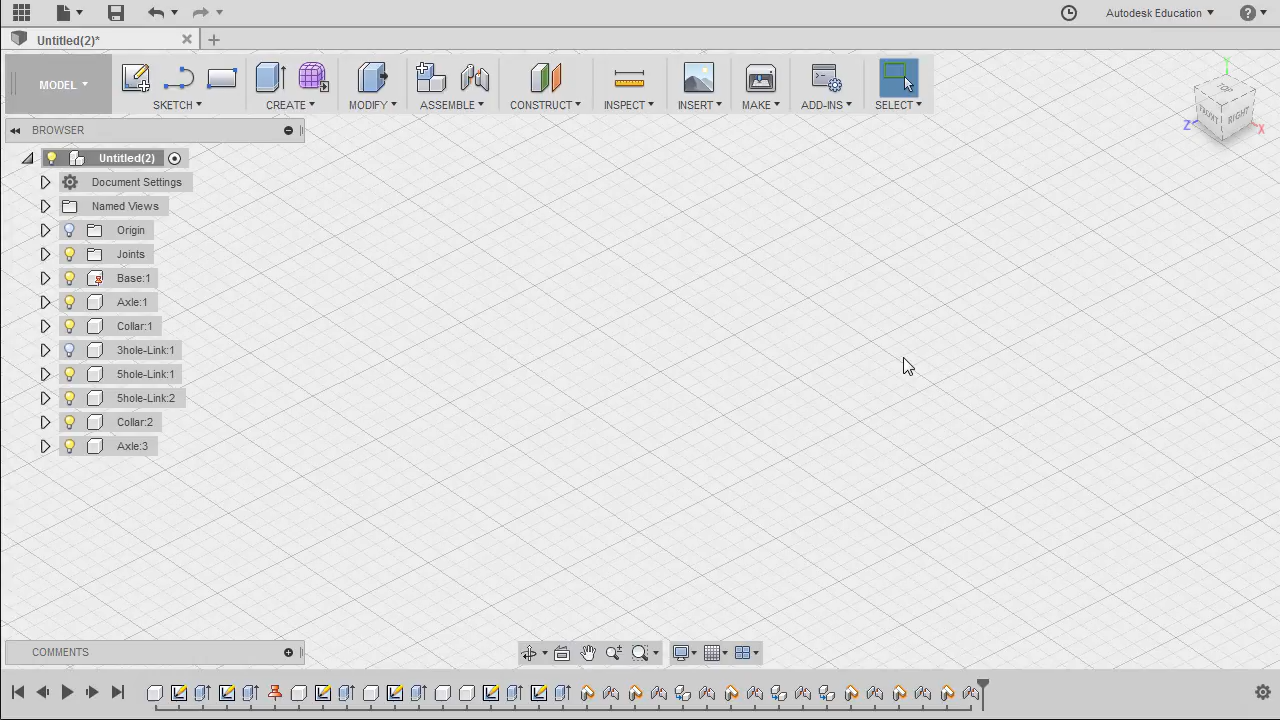 Autodesk Education
Untitled(2)*
MODEL
SKETCH
CREATE
MODIFY
ASSEMBLE
CONSTRUCT
INSPECT
INSERT
MAKE
ADD-INS
SELECT
Y
FRONT
RIGHT
Z
X
BROWSER
Untitled(2)
Document Settings
Named Views
Origin
Joints
Base:1
Axle:1
Collar:1
3hole-Link:1
5hole-Link:1
5hole-Link:2
Collar:2
Axle:3
COMMENTS